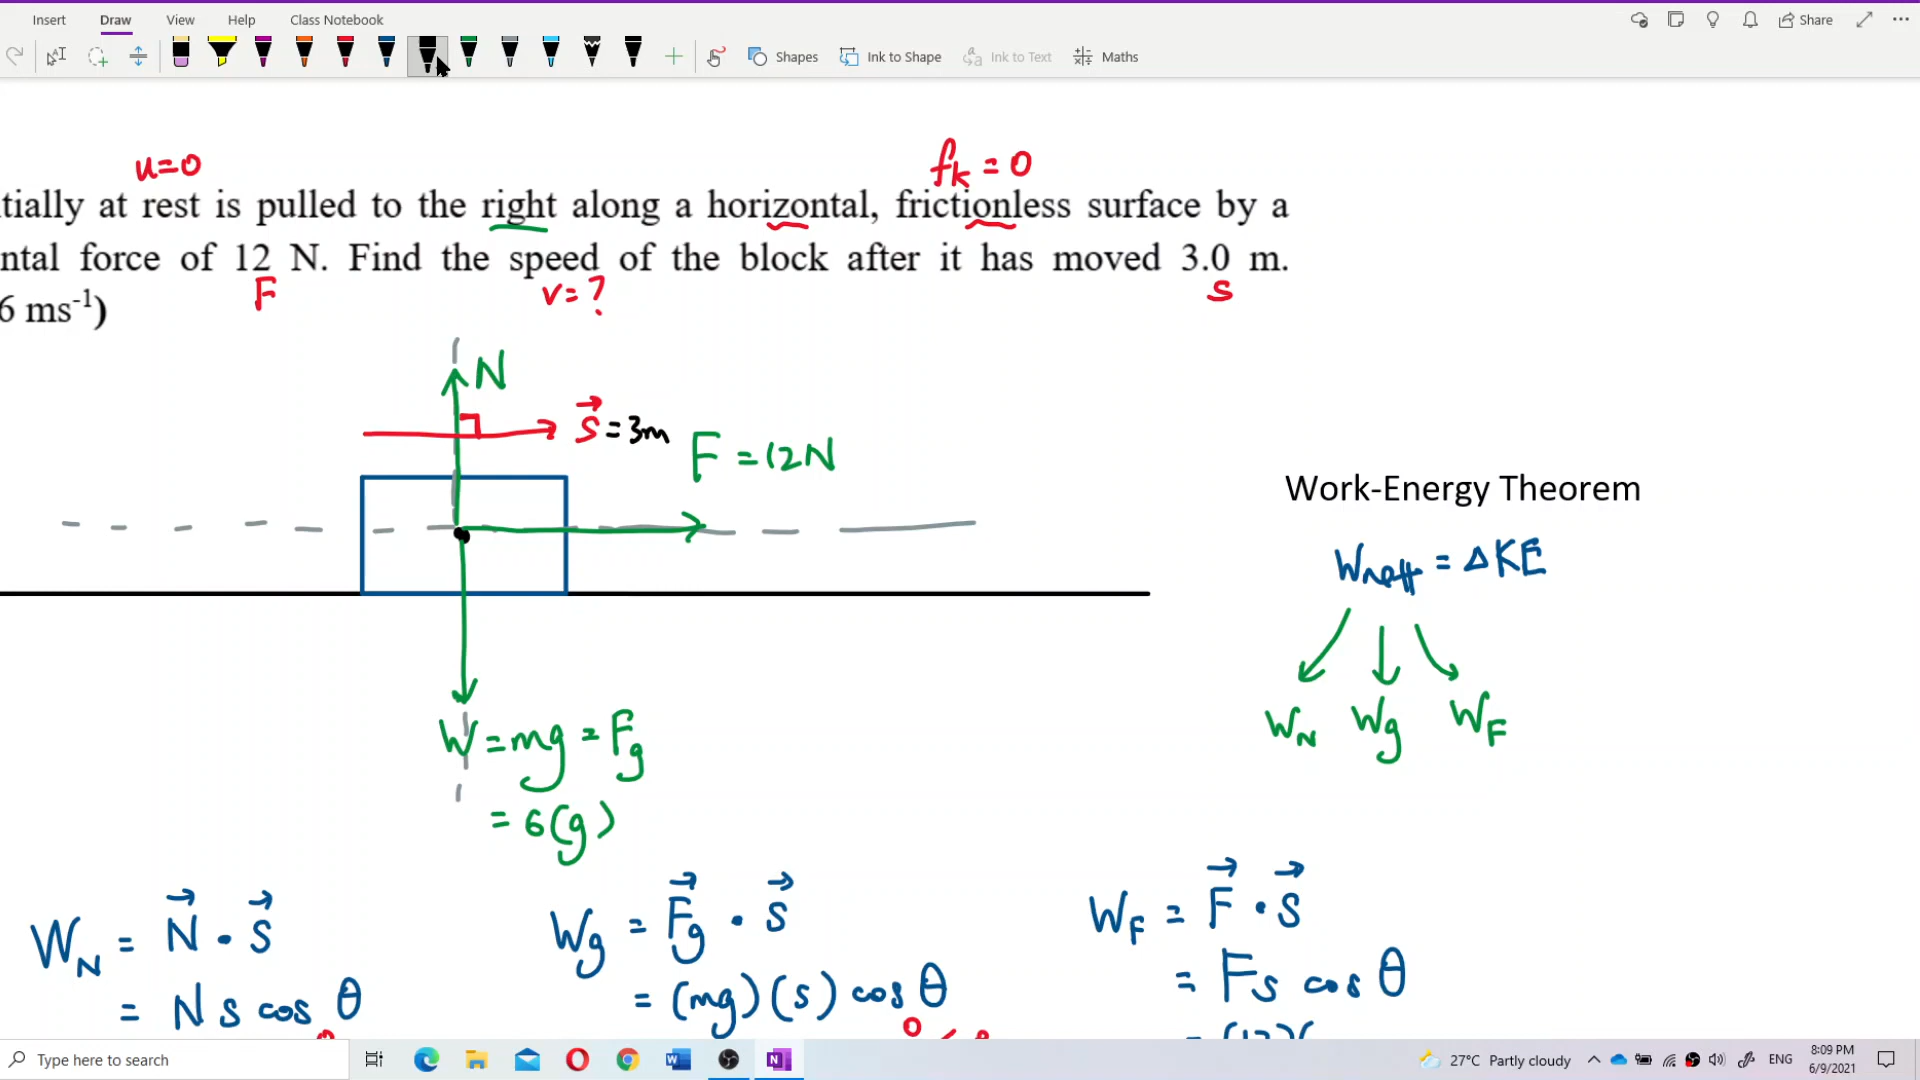 Insert Draw View Help Class Notebook Share
Shapes Ink to Shape Ink to Text Maths
u=0 fk = 0
tially at rest is pulled to the right along a horizontal, frictionless surface by a
ntal force of 12 N. Find the speed of the block after it has moved 3.0 m.
F v=? s
6 ms-1)
N
s = 3m
F = 12N
Work-Energy Theorem
Wnett = ΔKE
WN Wg WF
W = mg = Fg
= 6(g)
WN = N • s Wg = Fg • s WF = F • s
= N s cos θ = (mg)(s) cos θ = Fs cos θ
Type here to search 27°C Partly cloudy ENG 8:09 PM
6/9/2021